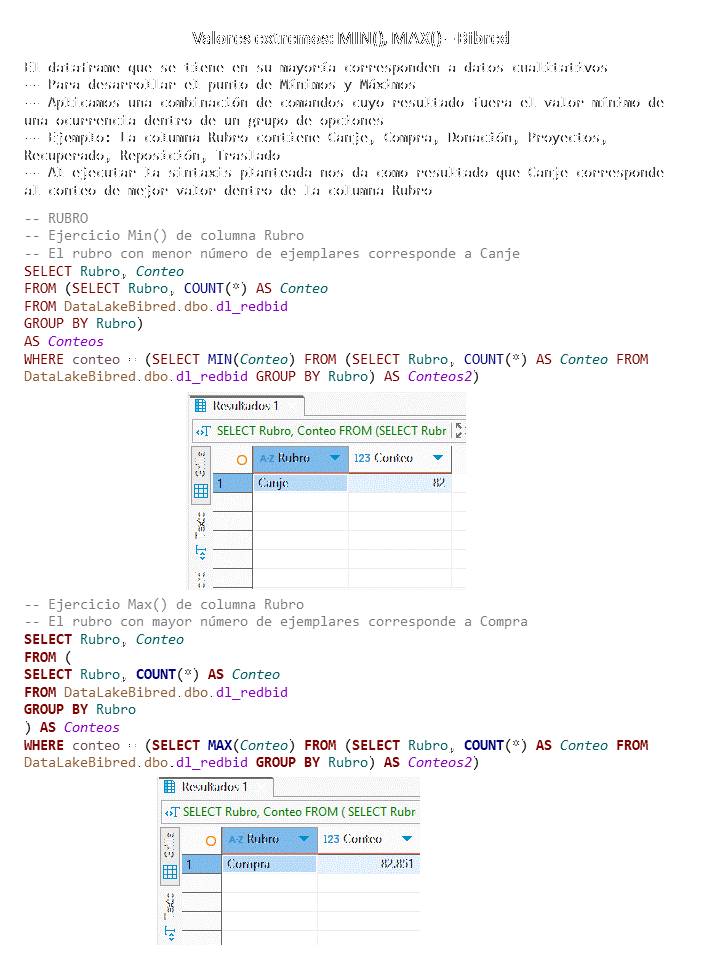 Valores extremos: MIN(), MAX() - Bibred
El dataframe que se tiene en su mayoría corresponden a datos cualitativos
-- Para desarrollar el punto de Mínimos y Máximos
-- Aplicamos una combinación de comandos cuyo resultado fuera el valor mínimo de
una ocurrencia dentro de un grupo de opciones
-- Ejemplo: La columna Rubro contiene Canje, Compra, Donación, Proyectos,
Recuperado, Reposición, Traslado
-- Al ejecutar la sintaxis planteada nos da como resultado que Canje corresponde
al conteo de mejor valor dentro de la columna Rubro
-- RUBRO
-- Ejercicio Min() de columna Rubro
-- El rubro con menor número de ejemplares corresponde a Canje
SELECT Rubro, Conteo
FROM (SELECT Rubro, COUNT(*) AS Conteo
FROM DataLakeBibred.dbo.dl_redbid
GROUP BY Rubro)
AS Conteos
WHERE conteo = (SELECT MIN(Conteo) FROM (SELECT Rubro, COUNT(*) AS Conteo FROM
DataLakeBibred.dbo.dl_redbid GROUP BY Rubro) AS Conteos2)
Resultados 1
SELECT Rubro, Conteo FROM (SELECT Rubr
A-Z Rubro 123 Conteo
1 Canje 82
-- Ejercicio Max() de columna Rubro
-- El rubro con mayor número de ejemplares corresponde a Compra
SELECT Rubro, Conteo
FROM (
SELECT Rubro, COUNT(*) AS Conteo
FROM DataLakeBibred.dbo.dl_redbid
GROUP BY Rubro
) AS Conteos
WHERE conteo = (SELECT MAX(Conteo) FROM (SELECT Rubro, COUNT(*) AS Conteo FROM
DataLakeBibred.dbo.dl_redbid GROUP BY Rubro) AS Conteos2)
Resultados 1
SELECT Rubro, Conteo FROM ( SELECT Rubr
A-Z Rubro 123 Conteo
1 Compra 82.851